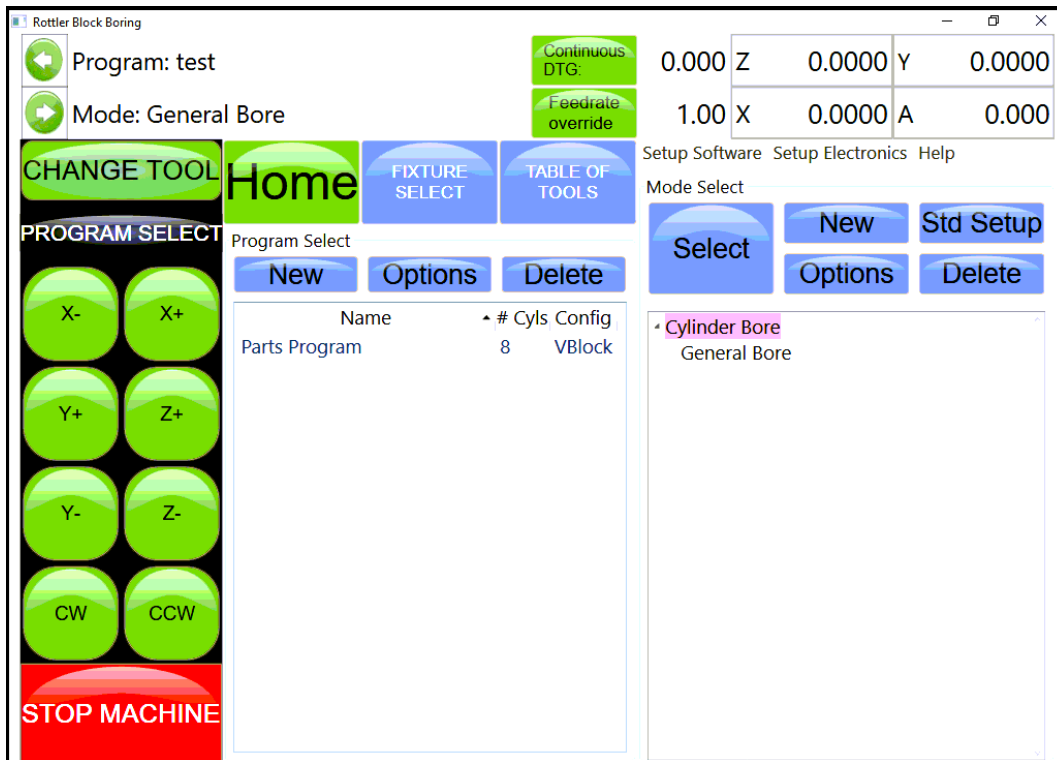 Rottler Block Boring
Program: test
Continuous
DTG:
0.000 Z 0.0000 Y 0.0000
Mode: General Bore
Feedrate
override
1.00 X 0.0000 A 0.000
CHANGE TOOL
Home
FIXTURE
SELECT
TABLE OF
TOOLS
Setup Software Setup Electronics Help
Mode Select
PROGRAM SELECT
Program Select
Select
New
Std Setup
New
Options
Delete
Options
Delete
Name # Cyls Config
Parts Program 8 VBlock
Cylinder Bore
General Bore
X- X+
Y+ Z+
Y- Z-
CW CCW
STOP MACHINE